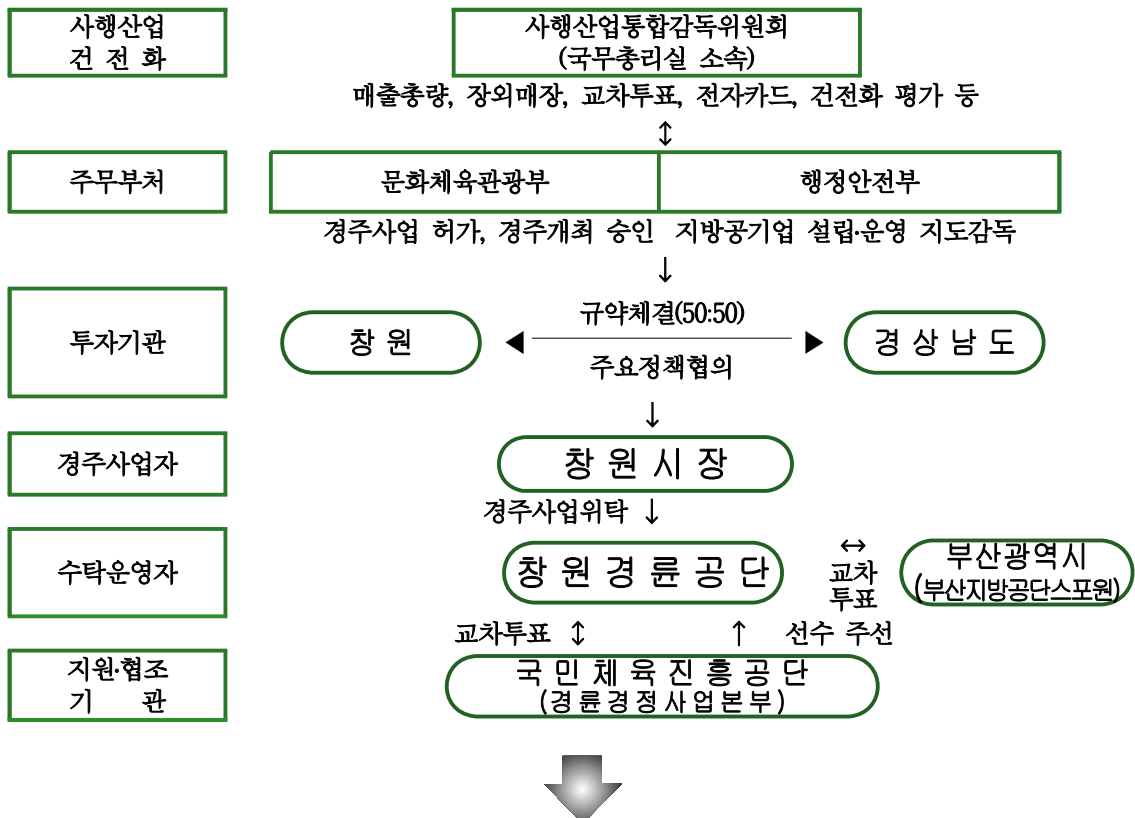 사행산업
건 전 화
사행산업통합감독위원회
(국무총리실 소속)
매출총량, 장외매장, 교차투표, 전자카드, 건전화 평가 등
↕
주무부처
문화체육관광부
행정안전부
경주사업 허가, 경주개최 승인 지방공기업 설립·운영 지도감독
↓
투자기관
창 원
규약체결(50:50)
주요정책협의
경 상 남 도
↓
경주사업자
창 원 시 장
경주사업위탁 ↓
수탁운영자
창 원 경 륜 공 단
↔
교차
투표
부산광역시
(부산지방공단스포원)
교차투표 ↕ ↑ 선수 주선
지원·협조
기 관
국 민 체 육 진 흥 공 단
(경륜경정사업본부)